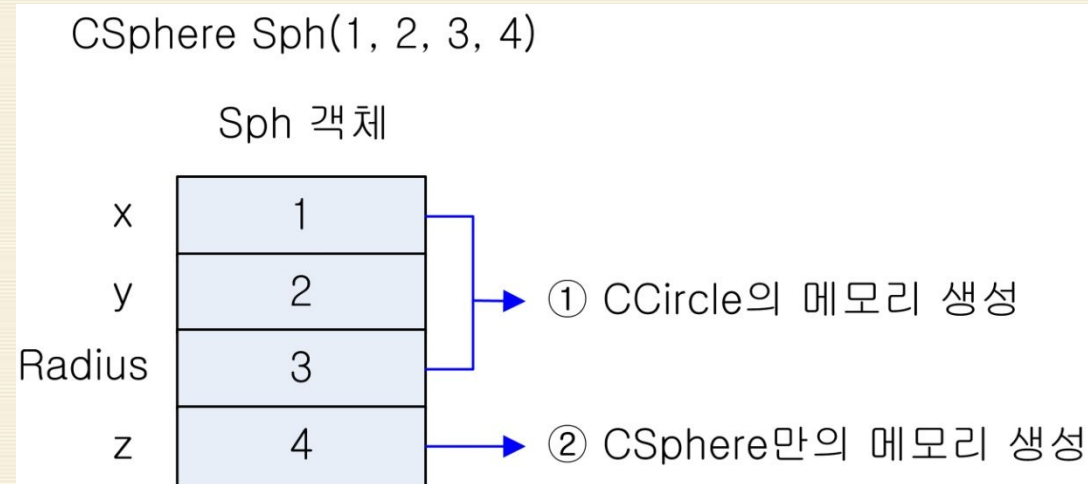 CSphere Sph(1, 2, 3, 4)
Sph 객체
x 1
y 2
Radius 3
z 4
① CCircle의 메모리 생성
② CSphere만의 메모리 생성